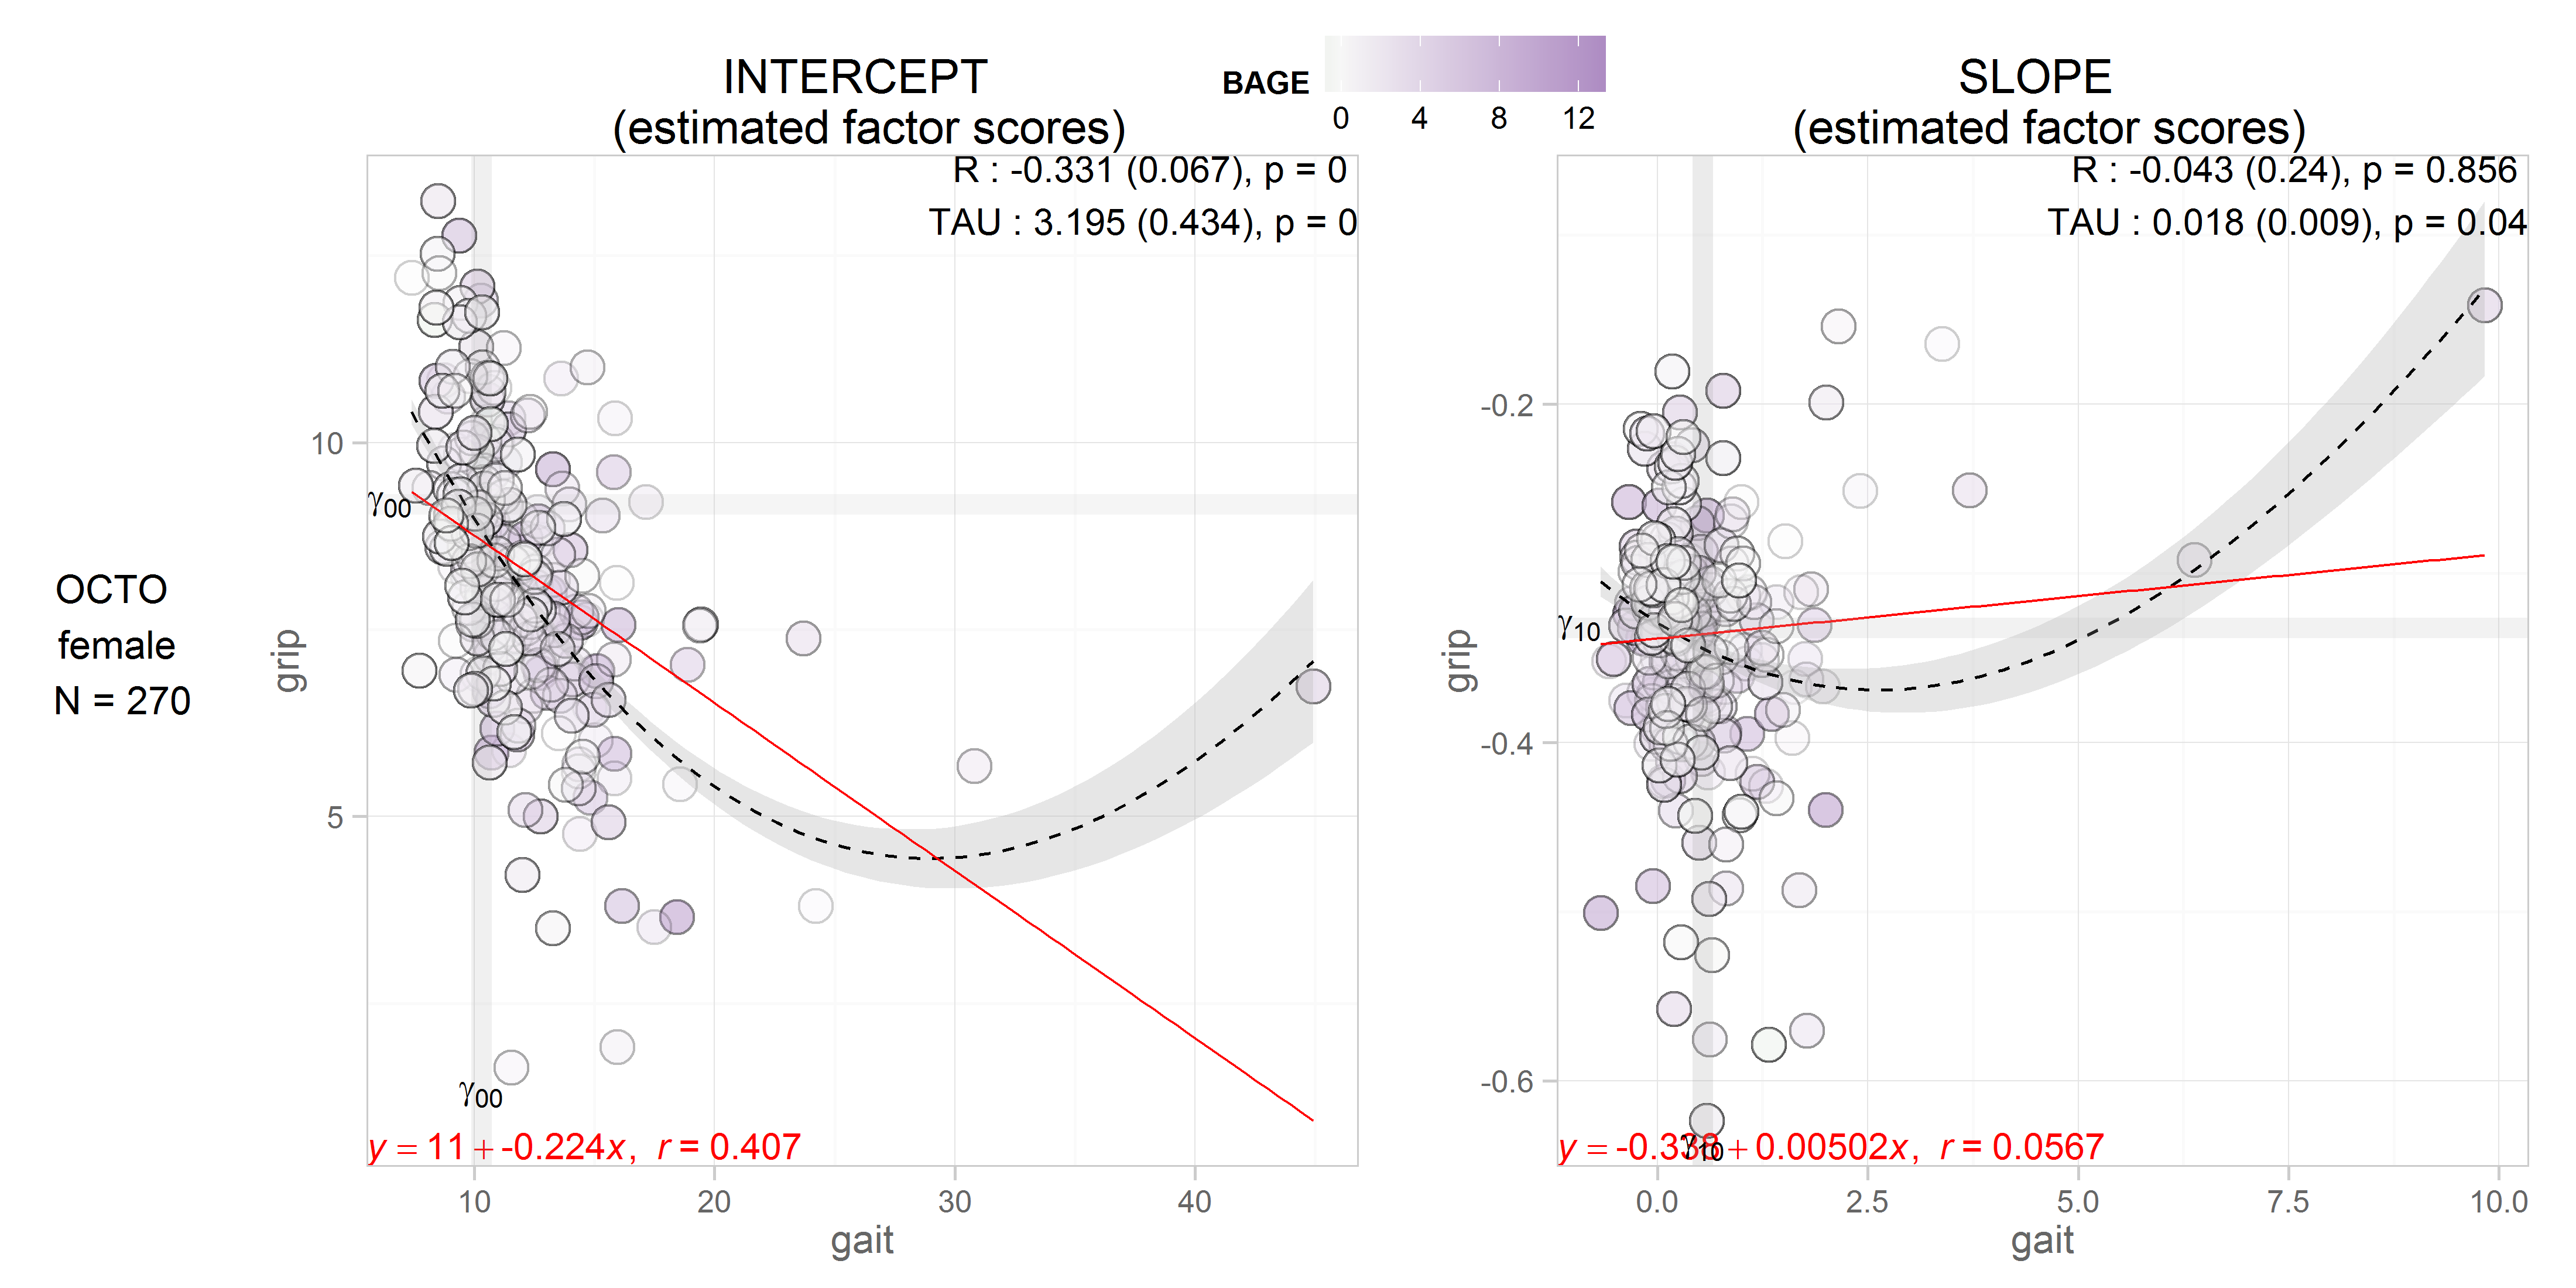 INTERCEPT
(estimated factor scores)
BAGE
0 4 8 12
SLOPE
(estimated factor scores)
R : -0.331 (0.067), p = 0
TAU : 3.195 (0.434), p = 0
R : -0.043 (0.24), p = 0.856
TAU : 0.018 (0.009), p = 0.04
OCTO
female
N = 270
grip
10
5
γ00
γ00
y = 11 + -0.224x, r = 0.407
10 20 30 40
gait
grip
-0.2
-0.4
-0.6
γ10
γ10
y = -0.338 + 0.00502x, r = 0.0567
0.0 2.5 5.0 7.5 10.0
gait